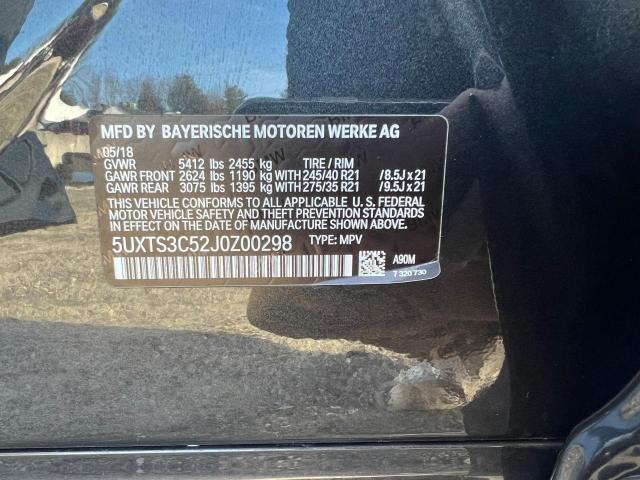 MFD BY BAYERISCHE MOTOREN WERKE AG
05/18
GVWR 5412 lbs 2455 kg TIRE / RIM
GAWR FRONT 2624 lbs 1190 kg WITH 245/40 R21 /8.5J x 21
GAWR REAR 3075 lbs 1395 kg WITH 275/35 R21 /9.5J x 21
THIS VEHICLE CONFORMS TO ALL APPLICABLE U. S. FEDERAL
MOTOR VEHICLE SAFETY, BUMPER, AND
THEFT PREVENTION STANDARDS IN EFFECT
ON THE DATE OF MANUFACTURE SHOWN ABOVE.
5UXTS3C52J0Z00298 TYPE: MPV
A90M
7 320 730